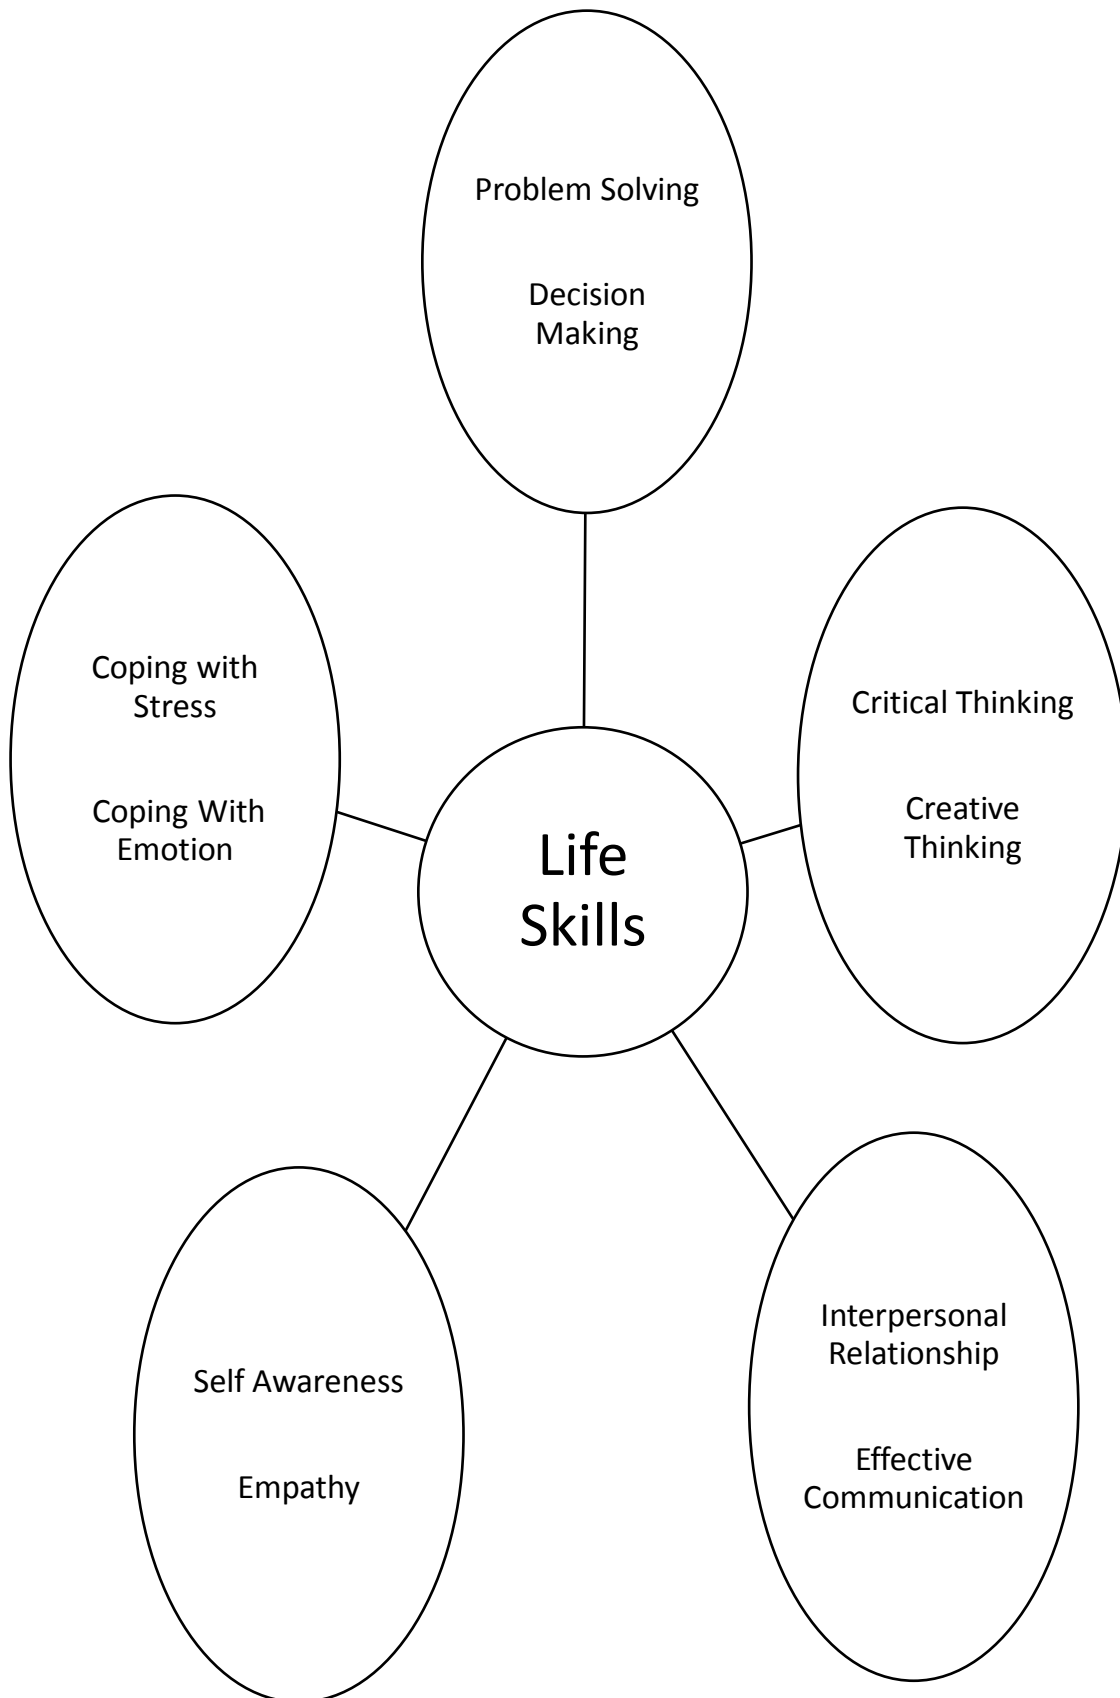 Problem Solving
Decision
Making
Coping with
Stress
Coping With
Emotion
Critical Thinking
Creative
Thinking
Life
Skills
Self Awareness
Empathy
Interpersonal
Relationship
Effective
Communication